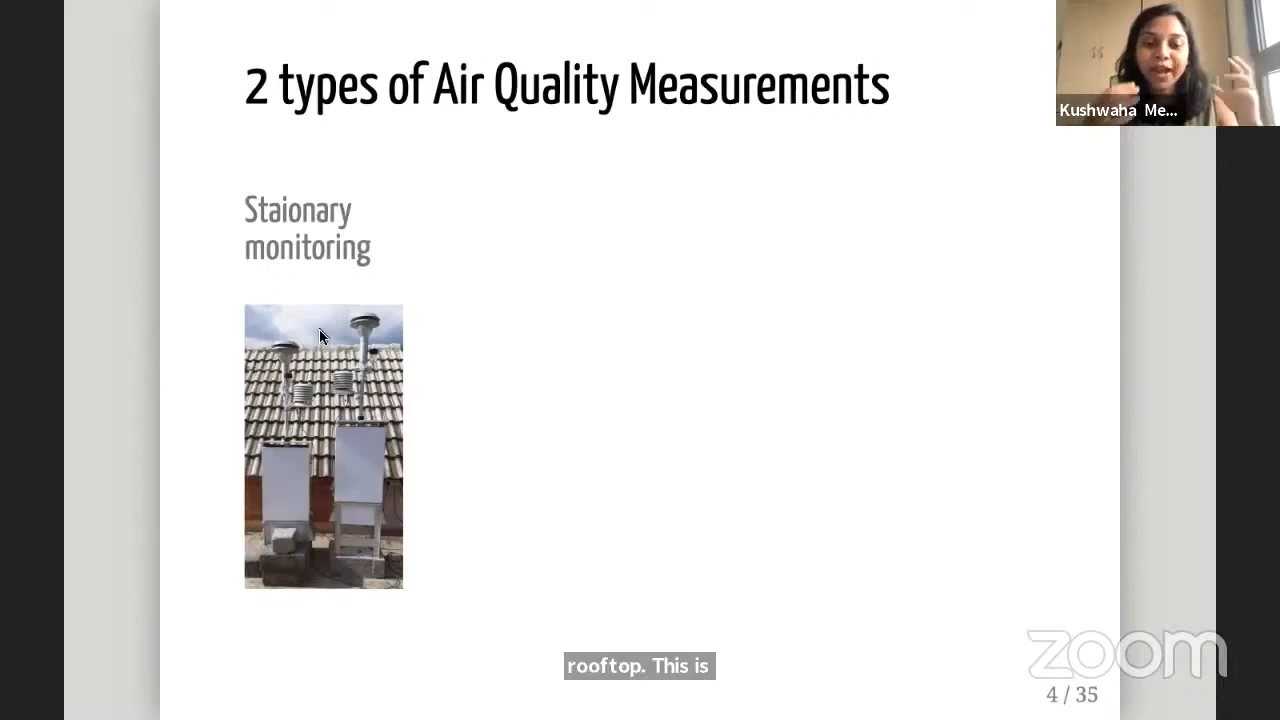 2 types of Air Quality Measurements
Kushwaha Me...
Staionary
monitoring
rooftop. This is
zoom
4 / 35